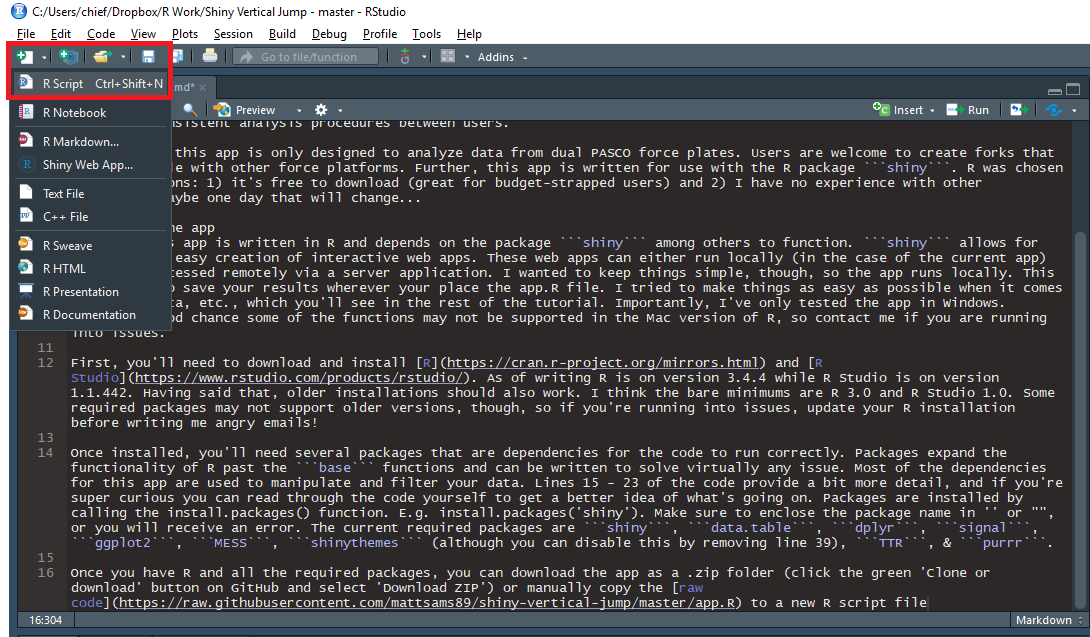 C:/Users/chief/Dropbox/R Work/Shiny Vertical Jump - master - RStudio
File Edit Code View Plots Session Build Debug Profile Tools Help
Go to file/function Addins
R Script Ctrl+Shift+N
md*
R Notebook
Preview Insert Run
R Markdown...
Shiny Web App...
Text File
C++ File
R Sweave
R HTML
R Presentation
R Documentation
sistent analysis procedures between users.
this app is only designed to analyze data from dual PASCO force plates. Users are welcome to create forks that
e with other force platforms. Further, this app is written for use with the R package ```shiny```. R was chosen
ons: 1) it's free to download (great for budget-strapped users) and 2) I have no experience with other
aybe one day that will change...
he app
s app is written in R and depends on the package ```shiny``` among others to function. ```shiny``` allows for
easy creation of interactive web apps. These web apps can either run locally (in the case of the current app)
cessed remotely via a server application. I wanted to keep things simple, though, so the app runs locally. This
o save your results wherever your place the app.R file. I tried to make things as easy as possible when it comes
ta, etc., which you'll see in the rest of the tutorial. Importantly, I've only tested the app in Windows.
od chance some of the functions may not be supported in the Mac version of R, so contact me if you are running
into issues.
11
12 First, you'll need to download and install [R](https://cran.r-project.org/mirrors.html) and [R
Studio](https://www.rstudio.com/products/rstudio/). As of writing R is on version 3.4.4 while R Studio is on version
1.1.442. Having said that, older installations should also work. I think the bare minimums are R 3.0 and R Studio 1.0. Some
required packages may not support older versions, though, so if you're running into issues, update your R installation
before writing me angry emails!
13
14 Once installed, you'll need several packages that are dependencies for the code to run correctly. Packages expand the
functionality of R past the ```base``` functions and can be written to solve virtually any issue. Most of the dependencies
for this app are used to manipulate and filter your data. Lines 15 - 23 of the code provide a bit more detail, and if you're
super curious you can read through the code yourself to get a better idea of what's going on. Packages are installed by
calling the install.packages() function. E.g. install.packages('shiny'). Make sure to enclose the package name in '' or "",
or you will receive an error. The current required packages are ```shiny```, ```data.table```, ```dplyr```, ```signal```,
```ggplot2```, ```MESS```, ```shinythemes``` (although you can disable this by removing line 39), ```TTR```, & ```purrr```.
15
16 Once you have R and all the required packages, you can download the app as a .zip folder (click the green 'Clone or
download' button on GitHub and select 'Download ZIP') or manually copy the [raw
code](https://raw.githubusercontent.com/mattsams89/shiny-vertical-jump/master/app.R) to a new R script file
16:304 Markdown